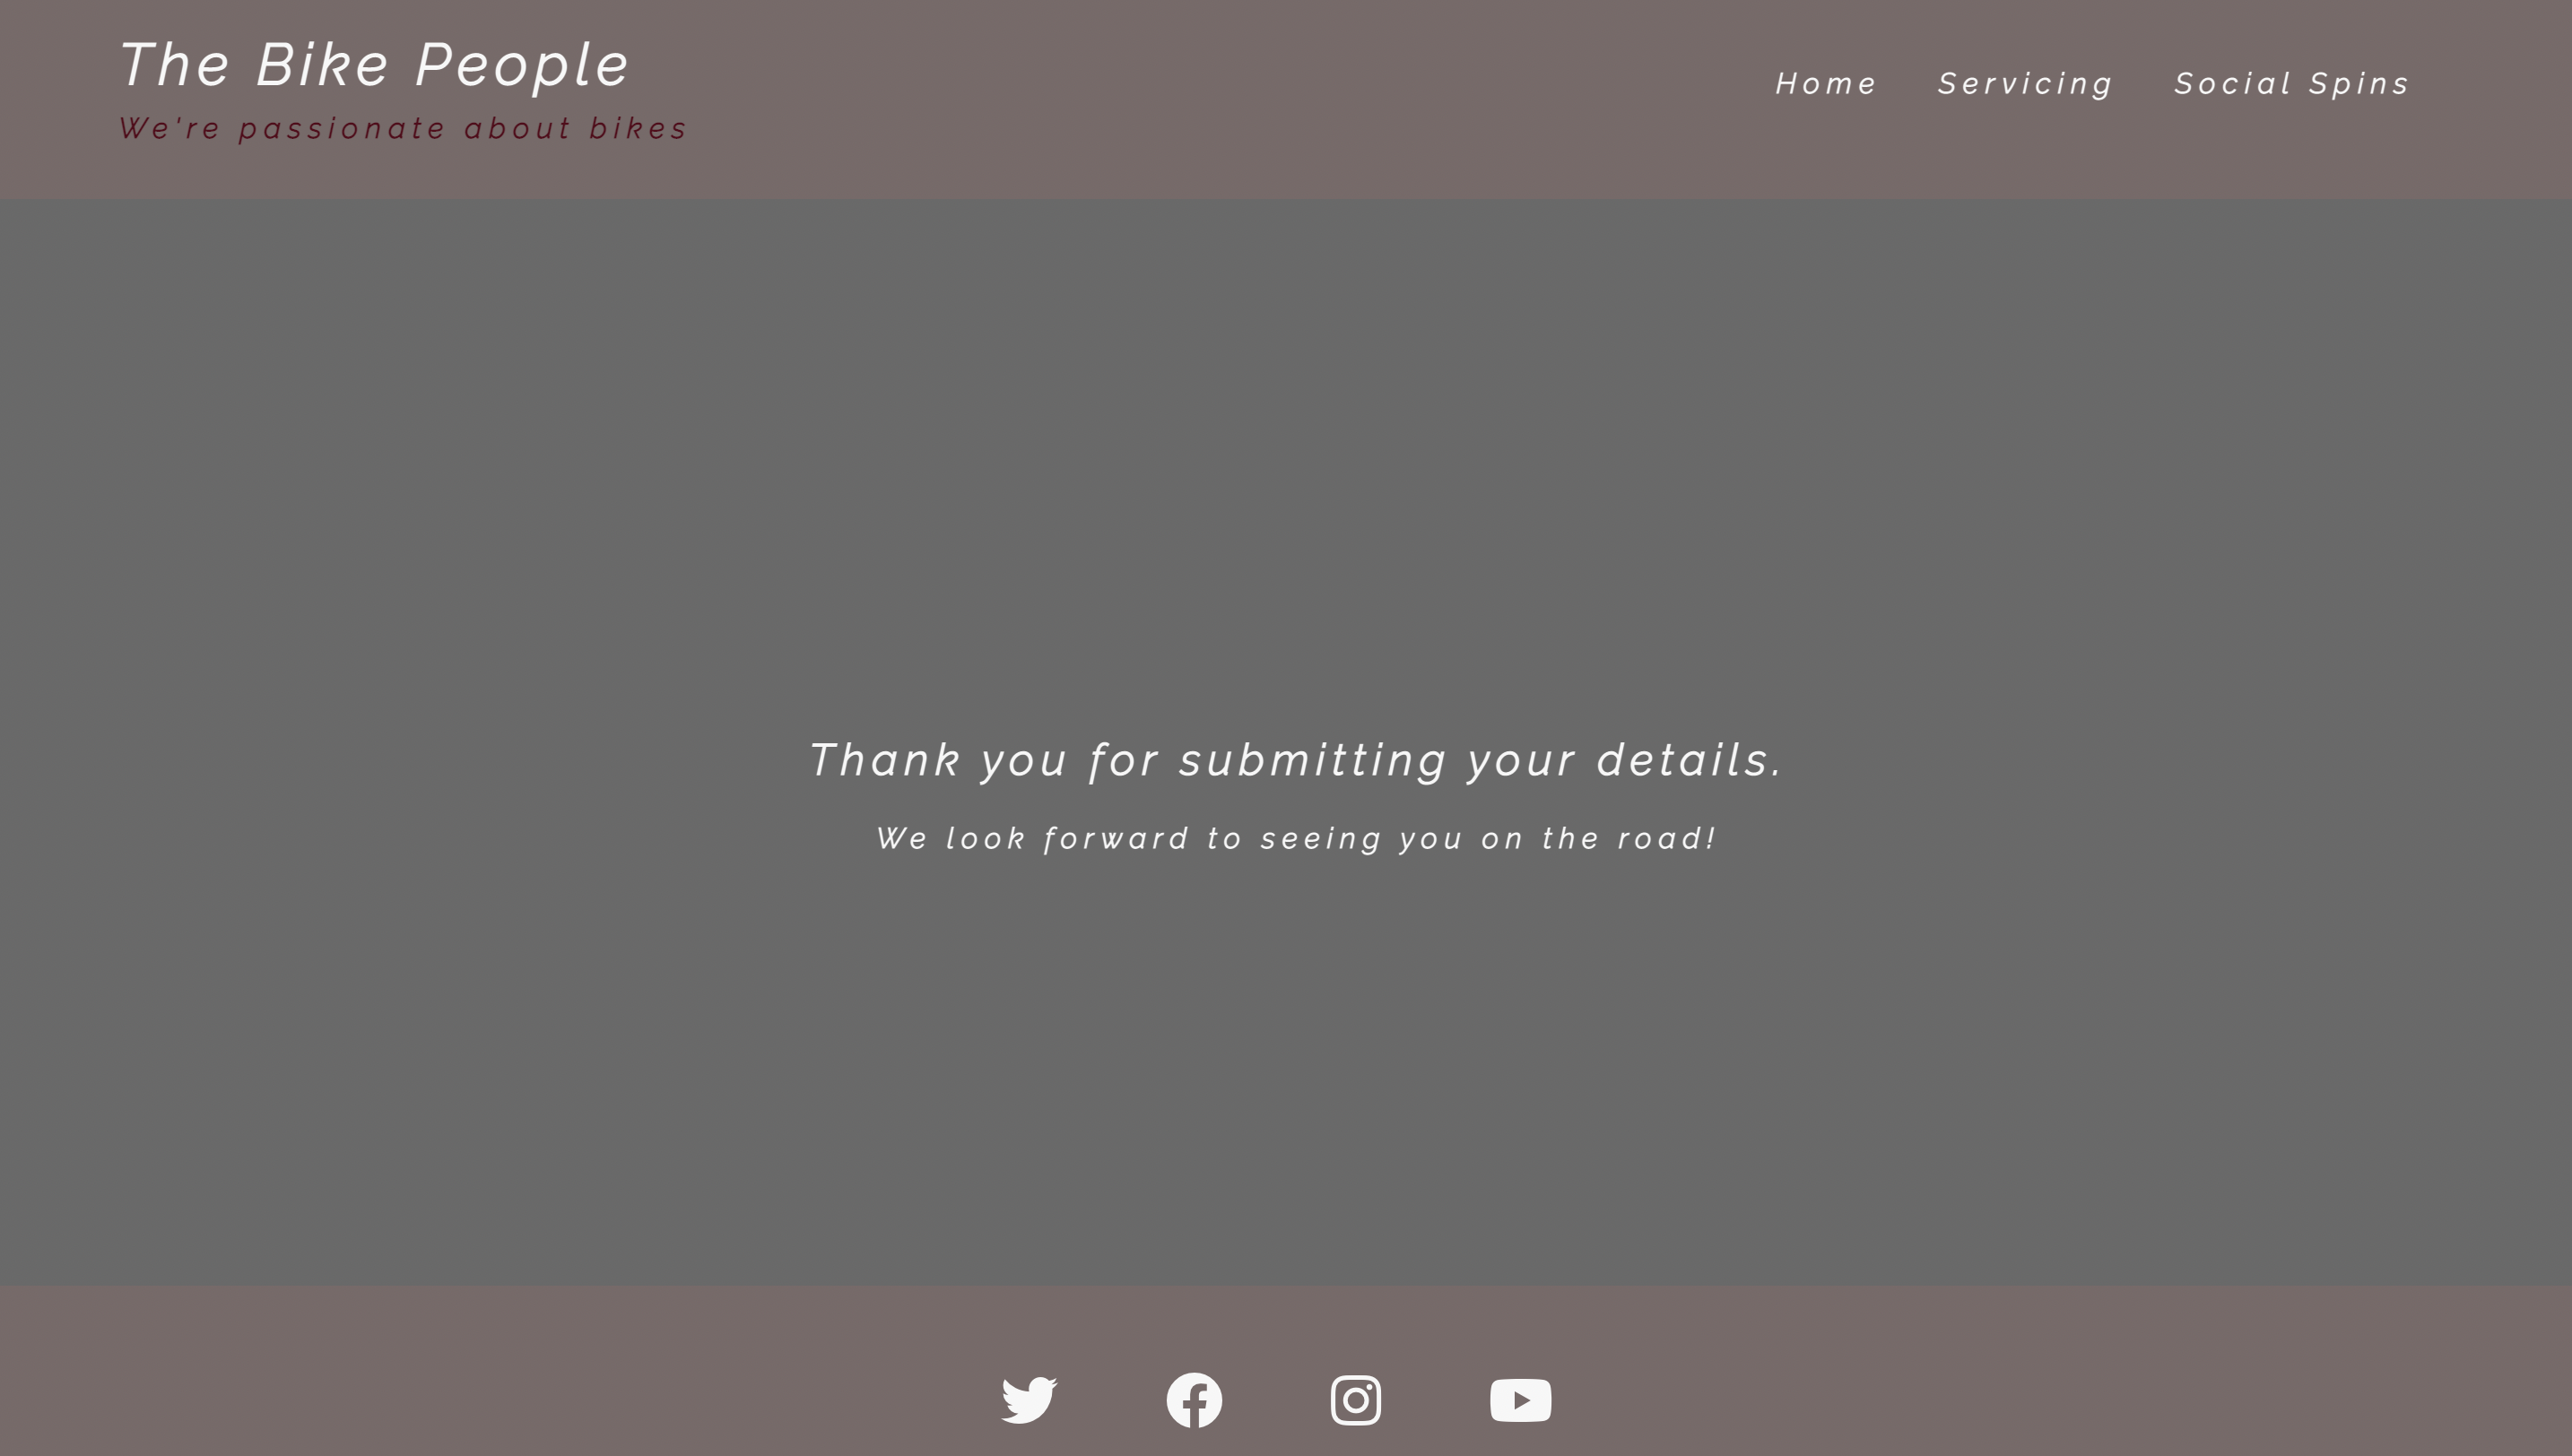 The Bike People
We're passionate about bikes
Home Servicing Social Spins
Thank you for submitting your details.
We look forward to seeing you on the road!